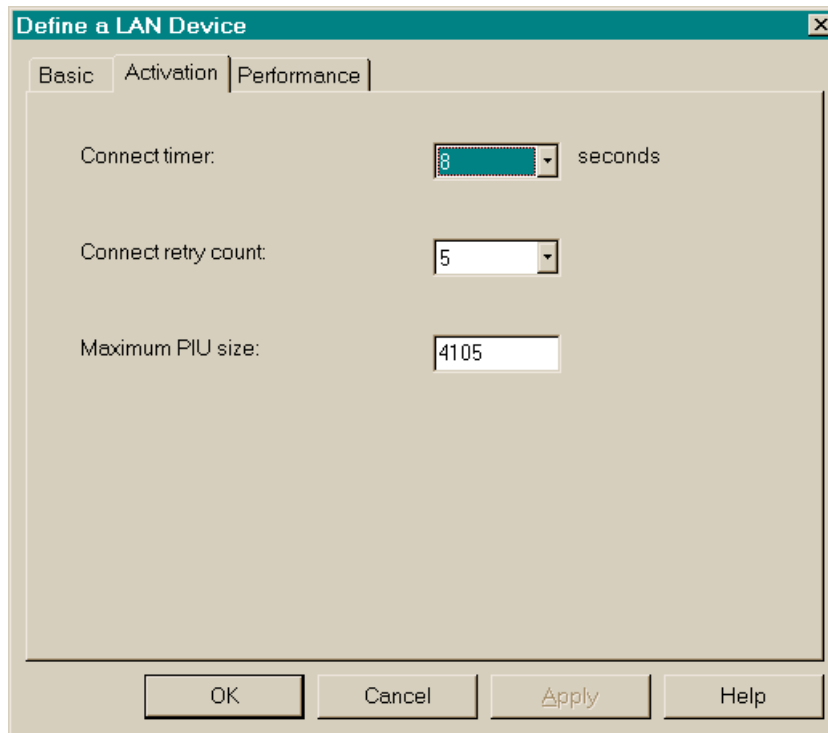 Define a LAN Device
Basic Activation Performance
Connect timer: 8 seconds
Connect retry count: 5
Maximum PIU size: 4105
OK Cancel Apply Help